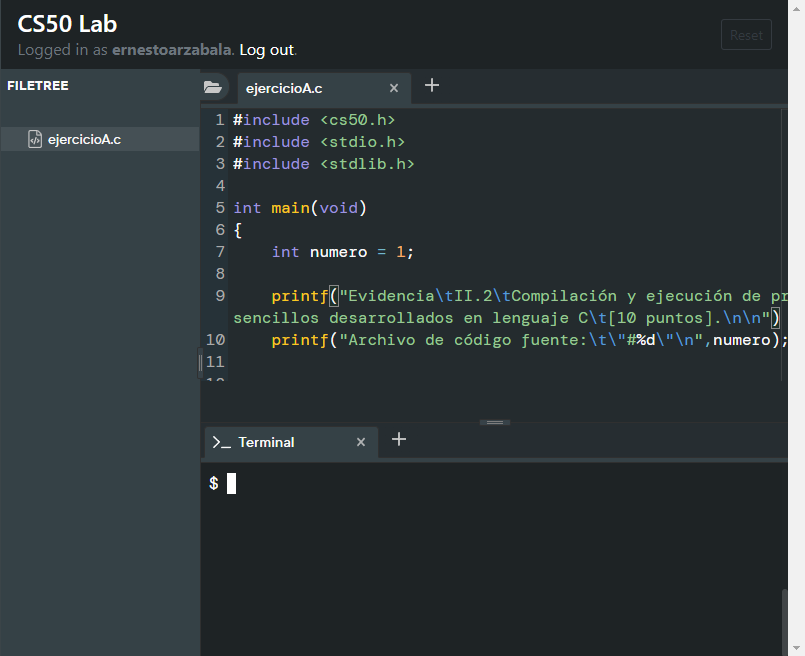 CS50 Lab
Logged in as ernestoarzabala. Log out.
Reset
FILETREE
ejercicioA.c
ejercicioA.c
1 #include <cs50.h>
2 #include <stdio.h>
3 #include <stdlib.h>
4
5 int main(void)
6 {
7 int numero = 1;
8
9 printf("Evidencia\tII.2\tCompilación y ejecución de pr
sencillos desarrollados en lenguaje C\t[10 puntos].\n\n")
10 printf("Archivo de código fuente:\t\"#%d\"\n",numero);
11
Terminal
$